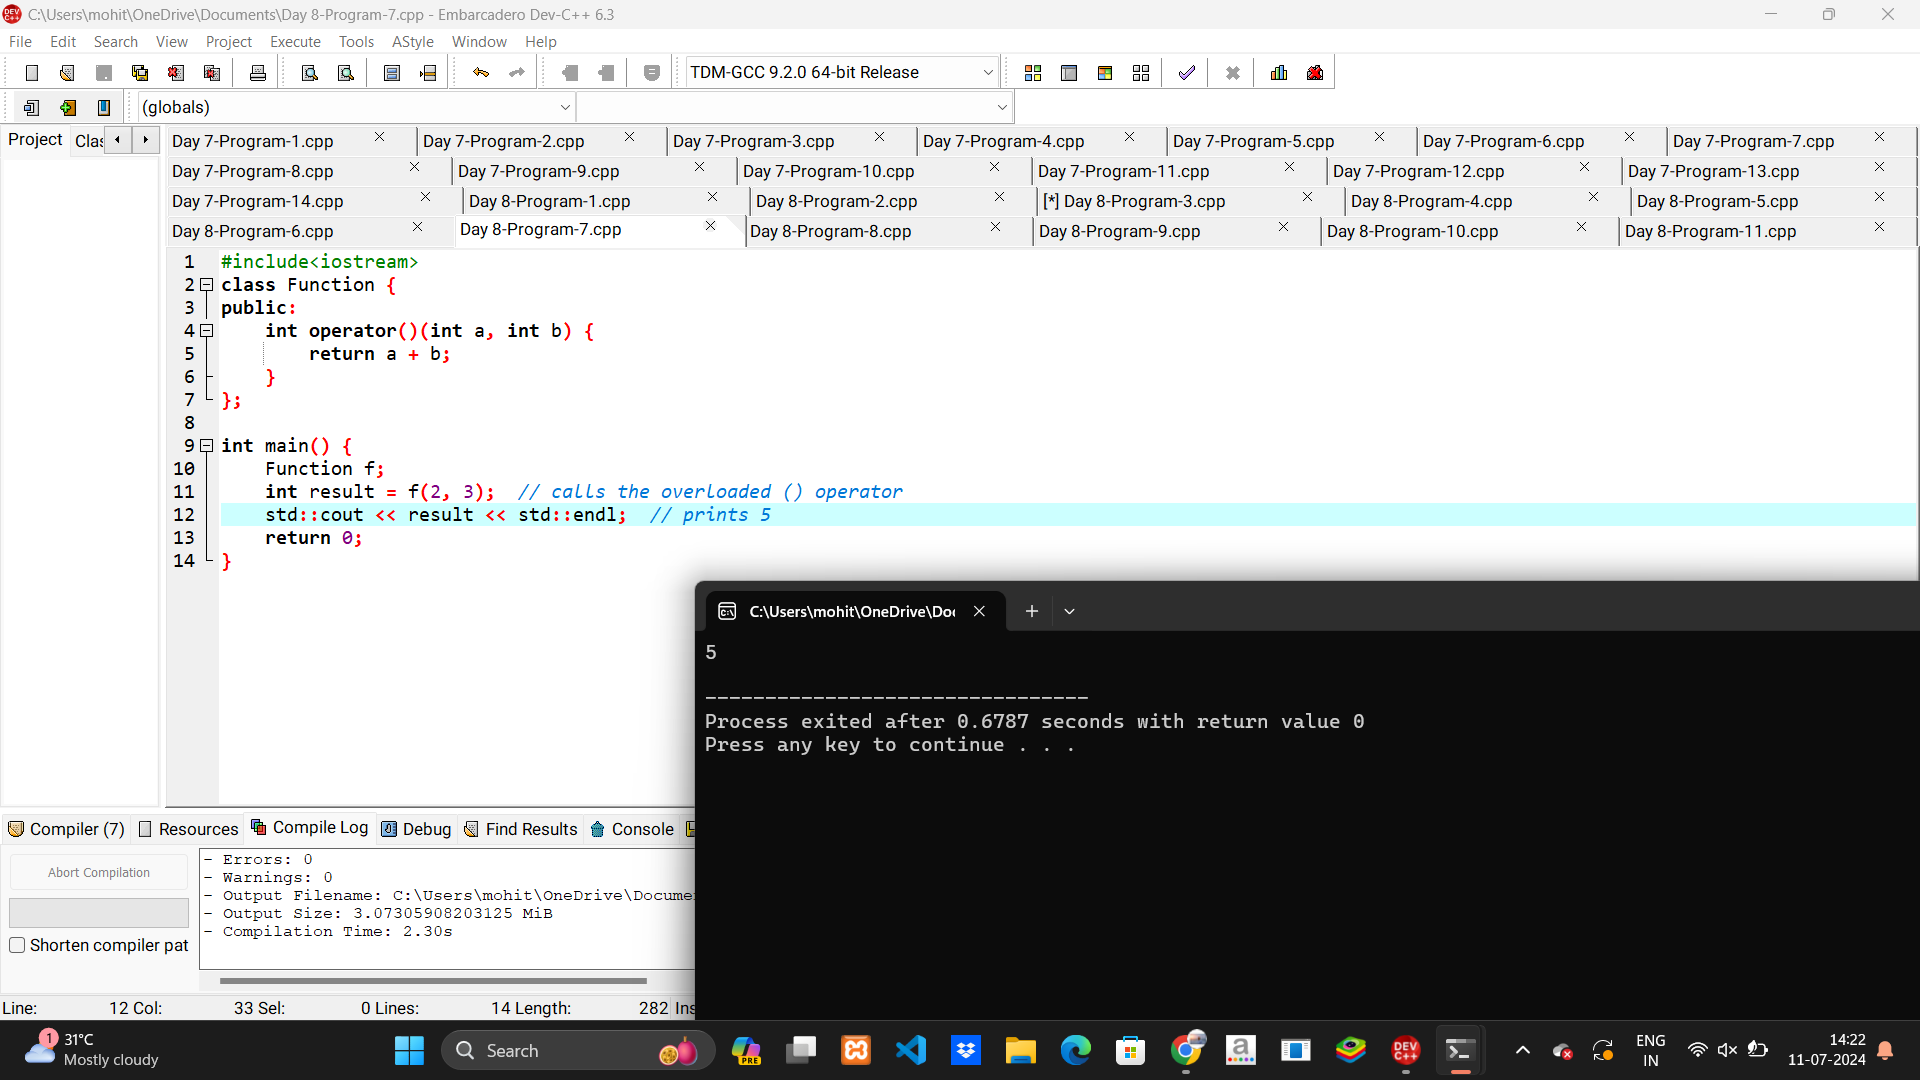 C:\Users\mohit\OneDrive\Documents\Day 8-Program-7.cpp - Embarcadero Dev-C++ 6.3
File Edit Search View Project Execute Tools AStyle Window Help
TDM-GCC 9.2.0 64-bit Release
(globals)
Project Clas
Day 7-Program-1.cpp Day 7-Program-2.cpp Day 7-Program-3.cpp Day 7-Program-4.cpp Day 7-Program-5.cpp Day 7-Program-6.cpp Day 7-Program-7.cpp
Day 7-Program-8.cpp Day 7-Program-9.cpp Day 7-Program-10.cpp Day 7-Program-11.cpp Day 7-Program-12.cpp Day 7-Program-13.cpp
Day 7-Program-14.cpp Day 8-Program-1.cpp Day 8-Program-2.cpp [*] Day 8-Program-3.cpp Day 8-Program-4.cpp Day 8-Program-5.cpp
Day 8-Program-6.cpp Day 8-Program-7.cpp Day 8-Program-8.cpp Day 8-Program-9.cpp Day 8-Program-10.cpp Day 8-Program-11.cpp
1 #include<iostream>
2 class Function {
3 public:
4     int operator()(int a, int b) {
5         return a + b;
6     }
7 };
8
9 int main() {
10     Function f;
11     int result = f(2, 3);  // calls the overloaded () operator
12     std::cout << result << std::endl;  // prints 5
13     return 0;
14 }
C:\Users\mohit\OneDrive\Doc
5
--------------------------------
Process exited after 0.6787 seconds with return value 0
Press any key to continue . . .
Compiler (7) Resources Compile Log Debug Find Results Console
Abort Compilation
Shorten compiler pat
- Errors: 0
- Warnings: 0
- Output Filename: C:\Users\mohit\OneDrive\Docume
- Output Size: 3.07305908203125 MiB
- Compilation Time: 2.30s
Line: 12 Col: 33 Sel: 0 Lines: 14 Length: 282 Ins
1 31°C
Mostly cloudy
Search
PRE
DEV C++
ENG
IN
14:22
11-07-2024